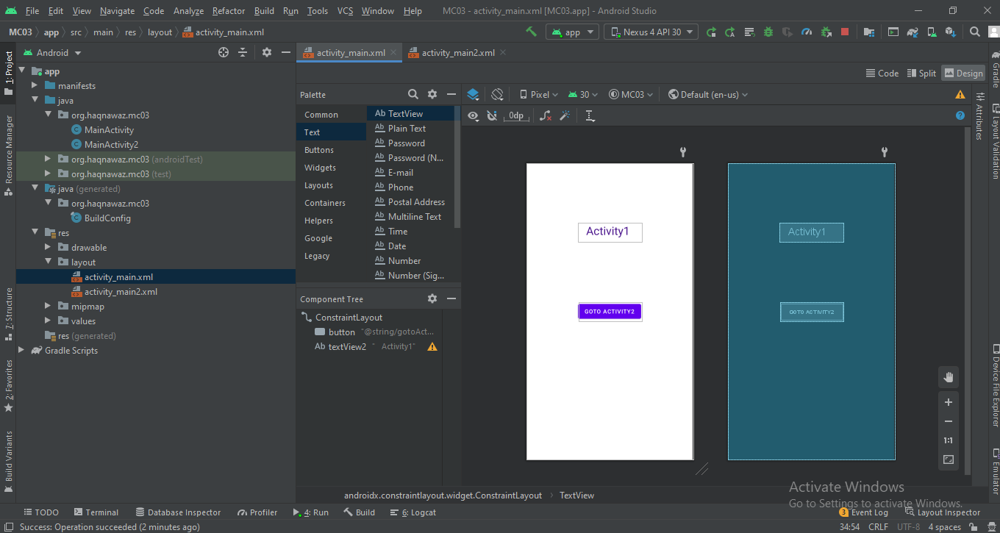 File Edit View Navigate Code Analyze Refactor Build Run Tools VCS Window Help MC03 - activity_main.xml [MC03.app] - Android Studio
MC03 app src main res layout activity_main.xml
app Nexus 4 API 30
1: Project
Resource Manager
7: Structure
2: Favorites
Build Variants
Android
app
manifests
java
org.haqnawaz.mc03
MainActivity
MainActivity2
org.haqnawaz.mc03 (androidTest)
org.haqnawaz.mc03 (test)
java (generated)
org.haqnawaz.mc03
BuildConfig
res
drawable
layout
activity_main.xml
activity_main2.xml
mipmap
values
res (generated)
Gradle Scripts
activity_main.xml activity_main2.xml
Code Split Design
Palette
Common
Text
Buttons
Widgets
Layouts
Containers
Helpers
Google
Legacy
Ab TextView
Ab Plain Text
Ab Password
Ab Password (N...
Ab E-mail
Ab Phone
Ab Postal Address
Ab Multiline Text
Ab Time
Ab Date
Ab Number
Ab Number (Sig...
Component Tree
ConstraintLayout
button "@string/gotoAct...
Ab textView2 " Activity1"
Pixel 30 MC03 Default (en-us)
0dp
Activity1
GOTO ACTIVITY2
Activity1
GOTO ACTIVITY2
1:1
Gradle
Attributes
Layout Validation
Device File Explorer
Emulator
androidx.constraintlayout.widget.ConstraintLayout TextView
Activate Windows
Go to Settings to activate Windows.
TODO Terminal Database Inspector Profiler 4: Run Build 6: Logcat 3 Event Log Layout Inspector
Success: Operation succeeded (2 minutes ago) 34:54 CRLF UTF-8 4 spaces